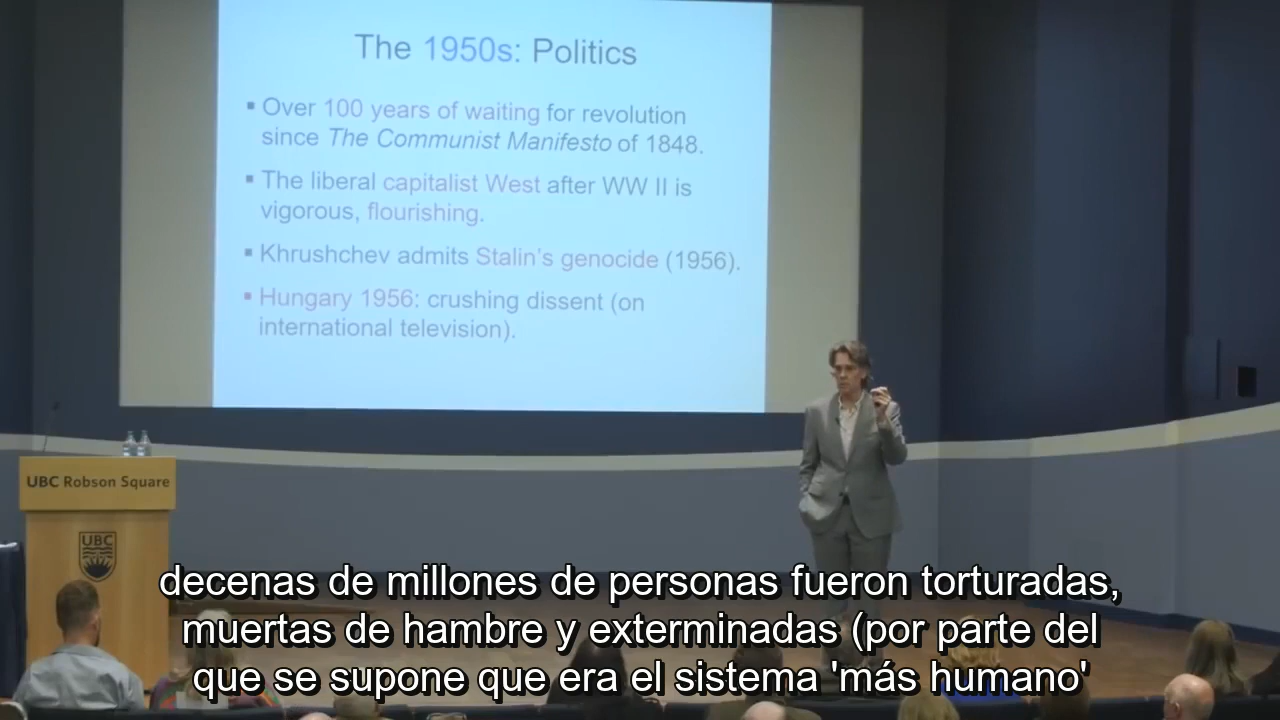 The 1950s: Politics
▪ Over 100 years of waiting for revolution
since The Communist Manifesto of 1848.
▪ The liberal capitalist West after WW II is
vigorous, flourishing.
▪ Khrushchev admits Stalin's genocide (1956).
▪ Hungary 1956: crushing dissent (on
international television).
UBC Robson Square
UBC
decenas de millones de personas fueron torturadas,
muertas de hambre y exterminadas (por parte del
que se supone que era el sistema 'más humano'